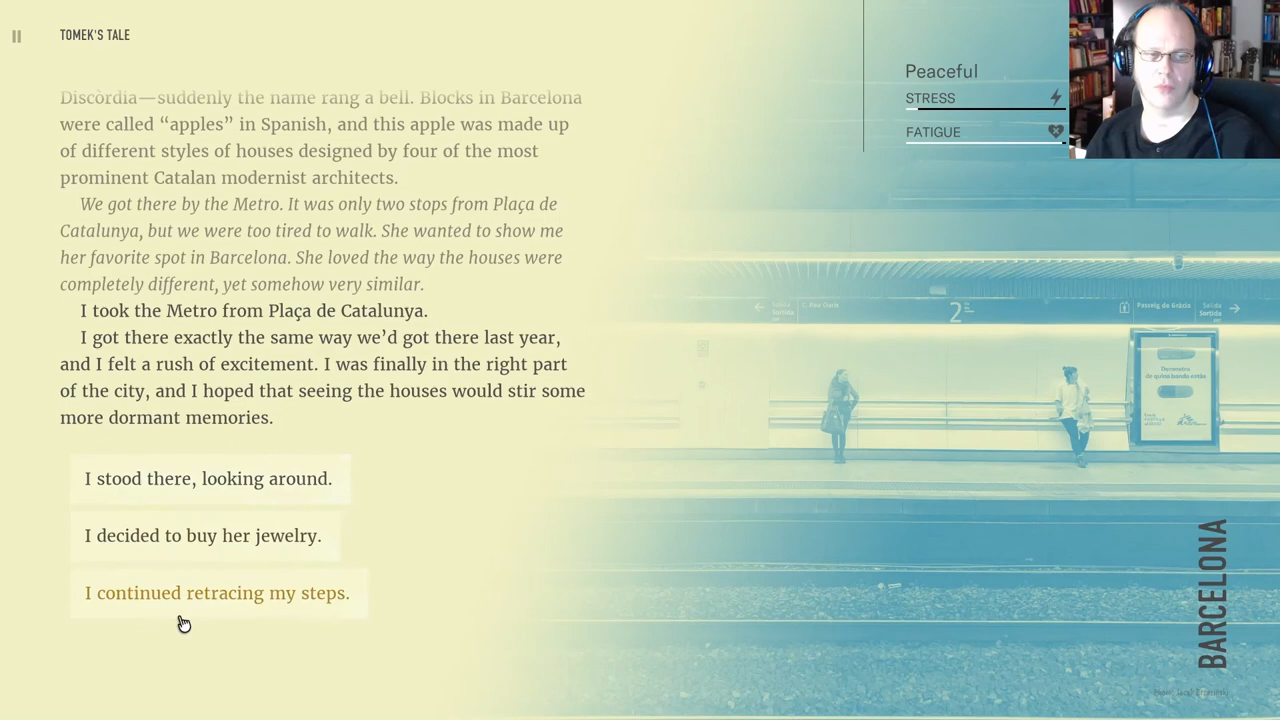 TOMEK'S TALE
Discòrdia—suddenly the name rang a bell. Blocks in Barcelona
were called “apples” in Spanish, and this apple was made up
of different styles of houses designed by four of the most
prominent Catalan modernist architects.
We got there by the Metro. It was only two stops from Plaça de
Catalunya, but we were too tired to walk. She wanted to show me
her favorite spot in Barcelona. She loved the way the houses were
completely different, yet somehow very similar.
I took the Metro from Plaça de Catalunya.
I got there exactly the same way we’d got there last year,
and I felt a rush of excitement. I was finally in the right part
of the city, and I hoped that seeing the houses would stir some
more dormant memories.
I stood there, looking around.
I decided to buy her jewelry.
I continued retracing my steps.
Peaceful
STRESS
FATIGUE
2
Passeig de Gràcia
Sortida
BARCELONA